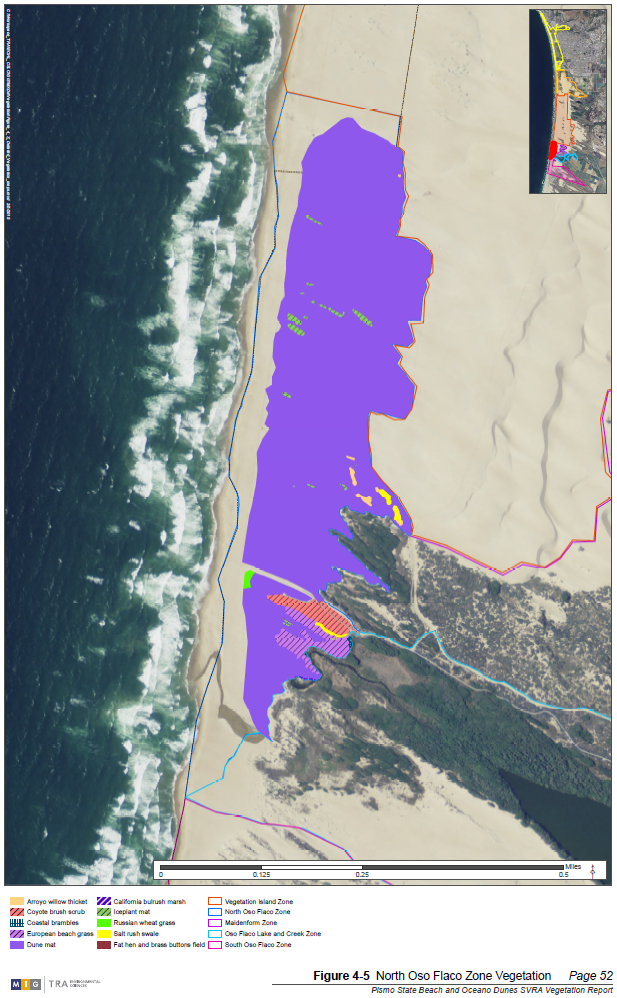 Miles
0
0.125
0.25
0.5
Arroyo willow thicket
Coyote brush scrub
Coastal brambles
European beach grass
Dune mat
California bulrush marsh
Iceplant mat
Russian wheat grass
Salt rush swale
Fat hen and brass buttons field
Vegetation Island Zone
North Oso Flaco Zone
Maidenform Zone
Oso Flaco Lake and Creek Zone
South Oso Flaco Zone
MIG TRA ENVIRONMENTAL SCIENCES
Figure 4-5 North Oso Flaco Zone Vegetation Page 52
Pismo State Beach and Oceano Dunes SVRA Vegetation Report